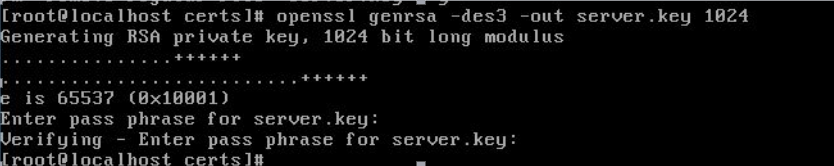 [root@localhost certs]# openssl genrsa -des3 -out server.key 1024
Generating RSA private key, 1024 bit long modulus
...............++++++
..........................++++++
e is 65537 (0x10001)
Enter pass phrase for server.key:
Verifying - Enter pass phrase for server.key:
[root@localhost certs]#